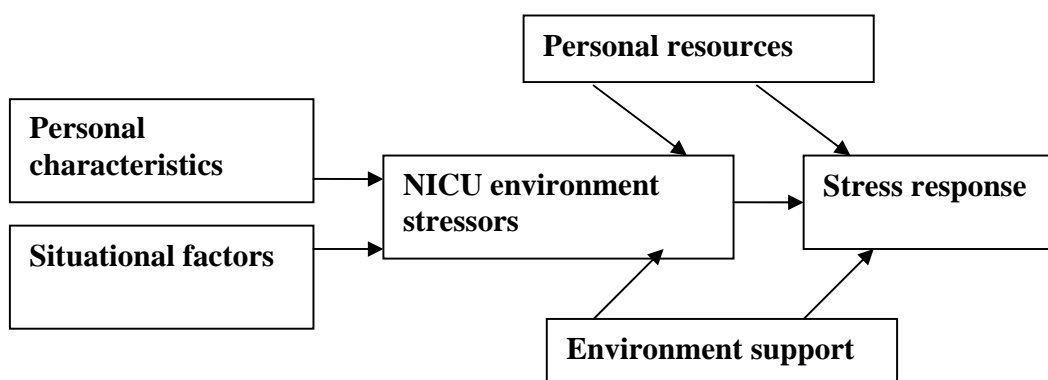 Personal resources
Personal
characteristics
NICU environment
stressors
Stress response
Situational factors
Environment support